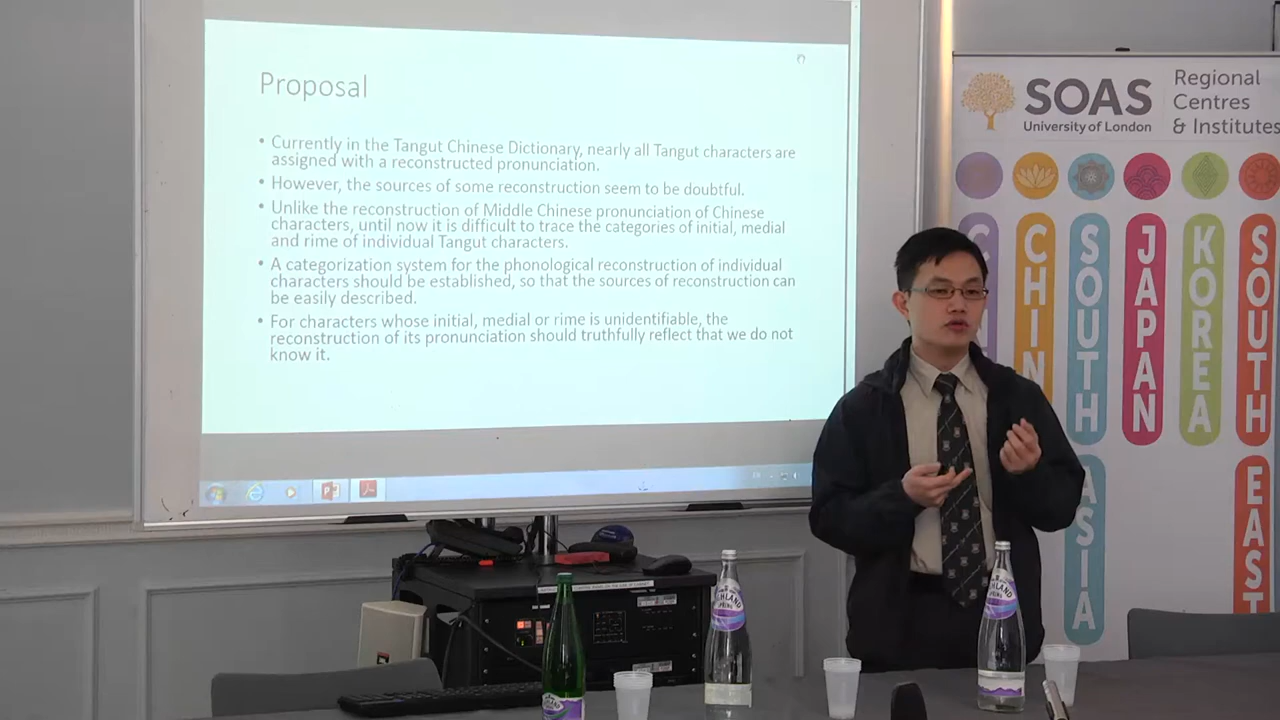 Proposal
• Currently in the Tangut Chinese Dictionary, nearly all Tangut characters are
assigned with a reconstructed pronunciation.
• However, the sources of some reconstruction seem to be doubtful.
• Unlike the reconstruction of Middle Chinese pronunciation of Chinese
characters, until now it is difficult to trace the categories of initial, medial
and rime of individual Tangut characters.
• A categorization system for the phonological reconstruction of individual
characters should be established, so that the sources of reconstruction can
be easily described.
• For characters whose initial, medial or rime is unidentifiable, the
reconstruction of its pronunciation should truthfully reflect that we do not
know it.
SOAS
University of London
Regional
Centres
& Institutes
CHIN
SOUTH
ASIA
JAPAN
KOREA
SOUTH
EAST